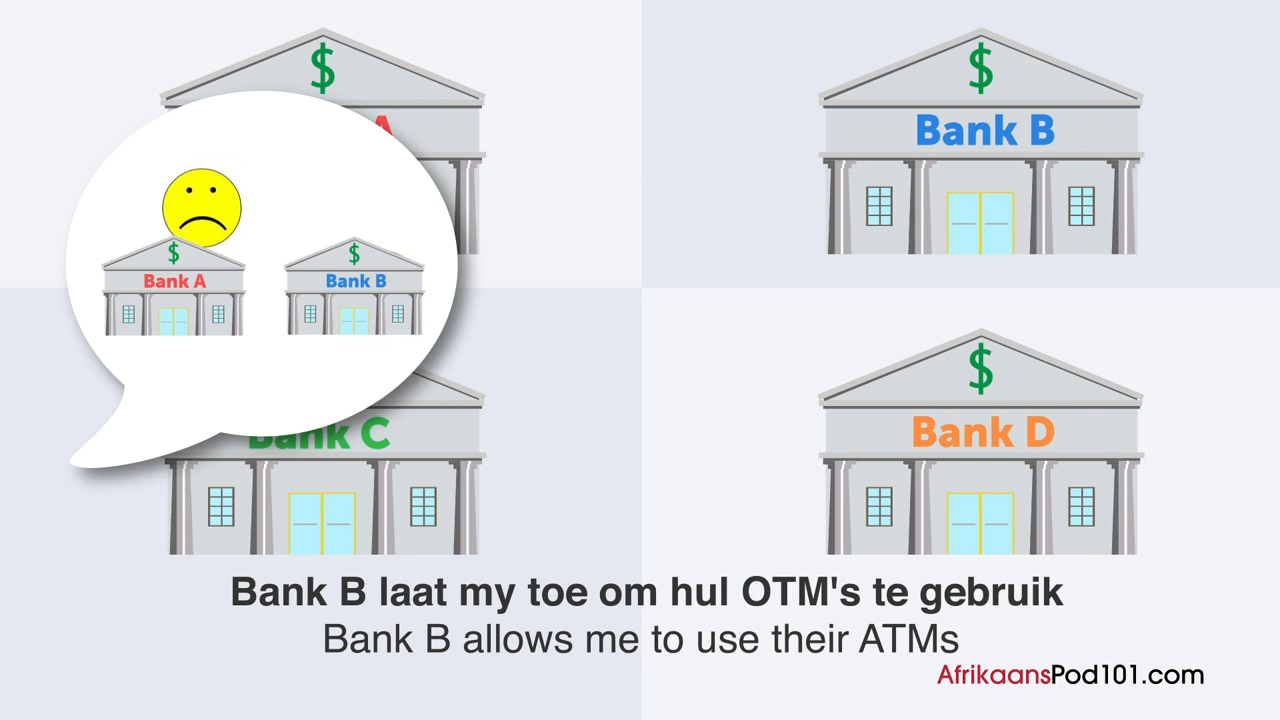 $
A
$
Bank B
$
Bank A
$
Bank B
Bank C
$
Bank D
Bank B laat my toe om hul OTM's te gebruik
Bank B allows me to use their ATMs
AfrikaansPod101.com